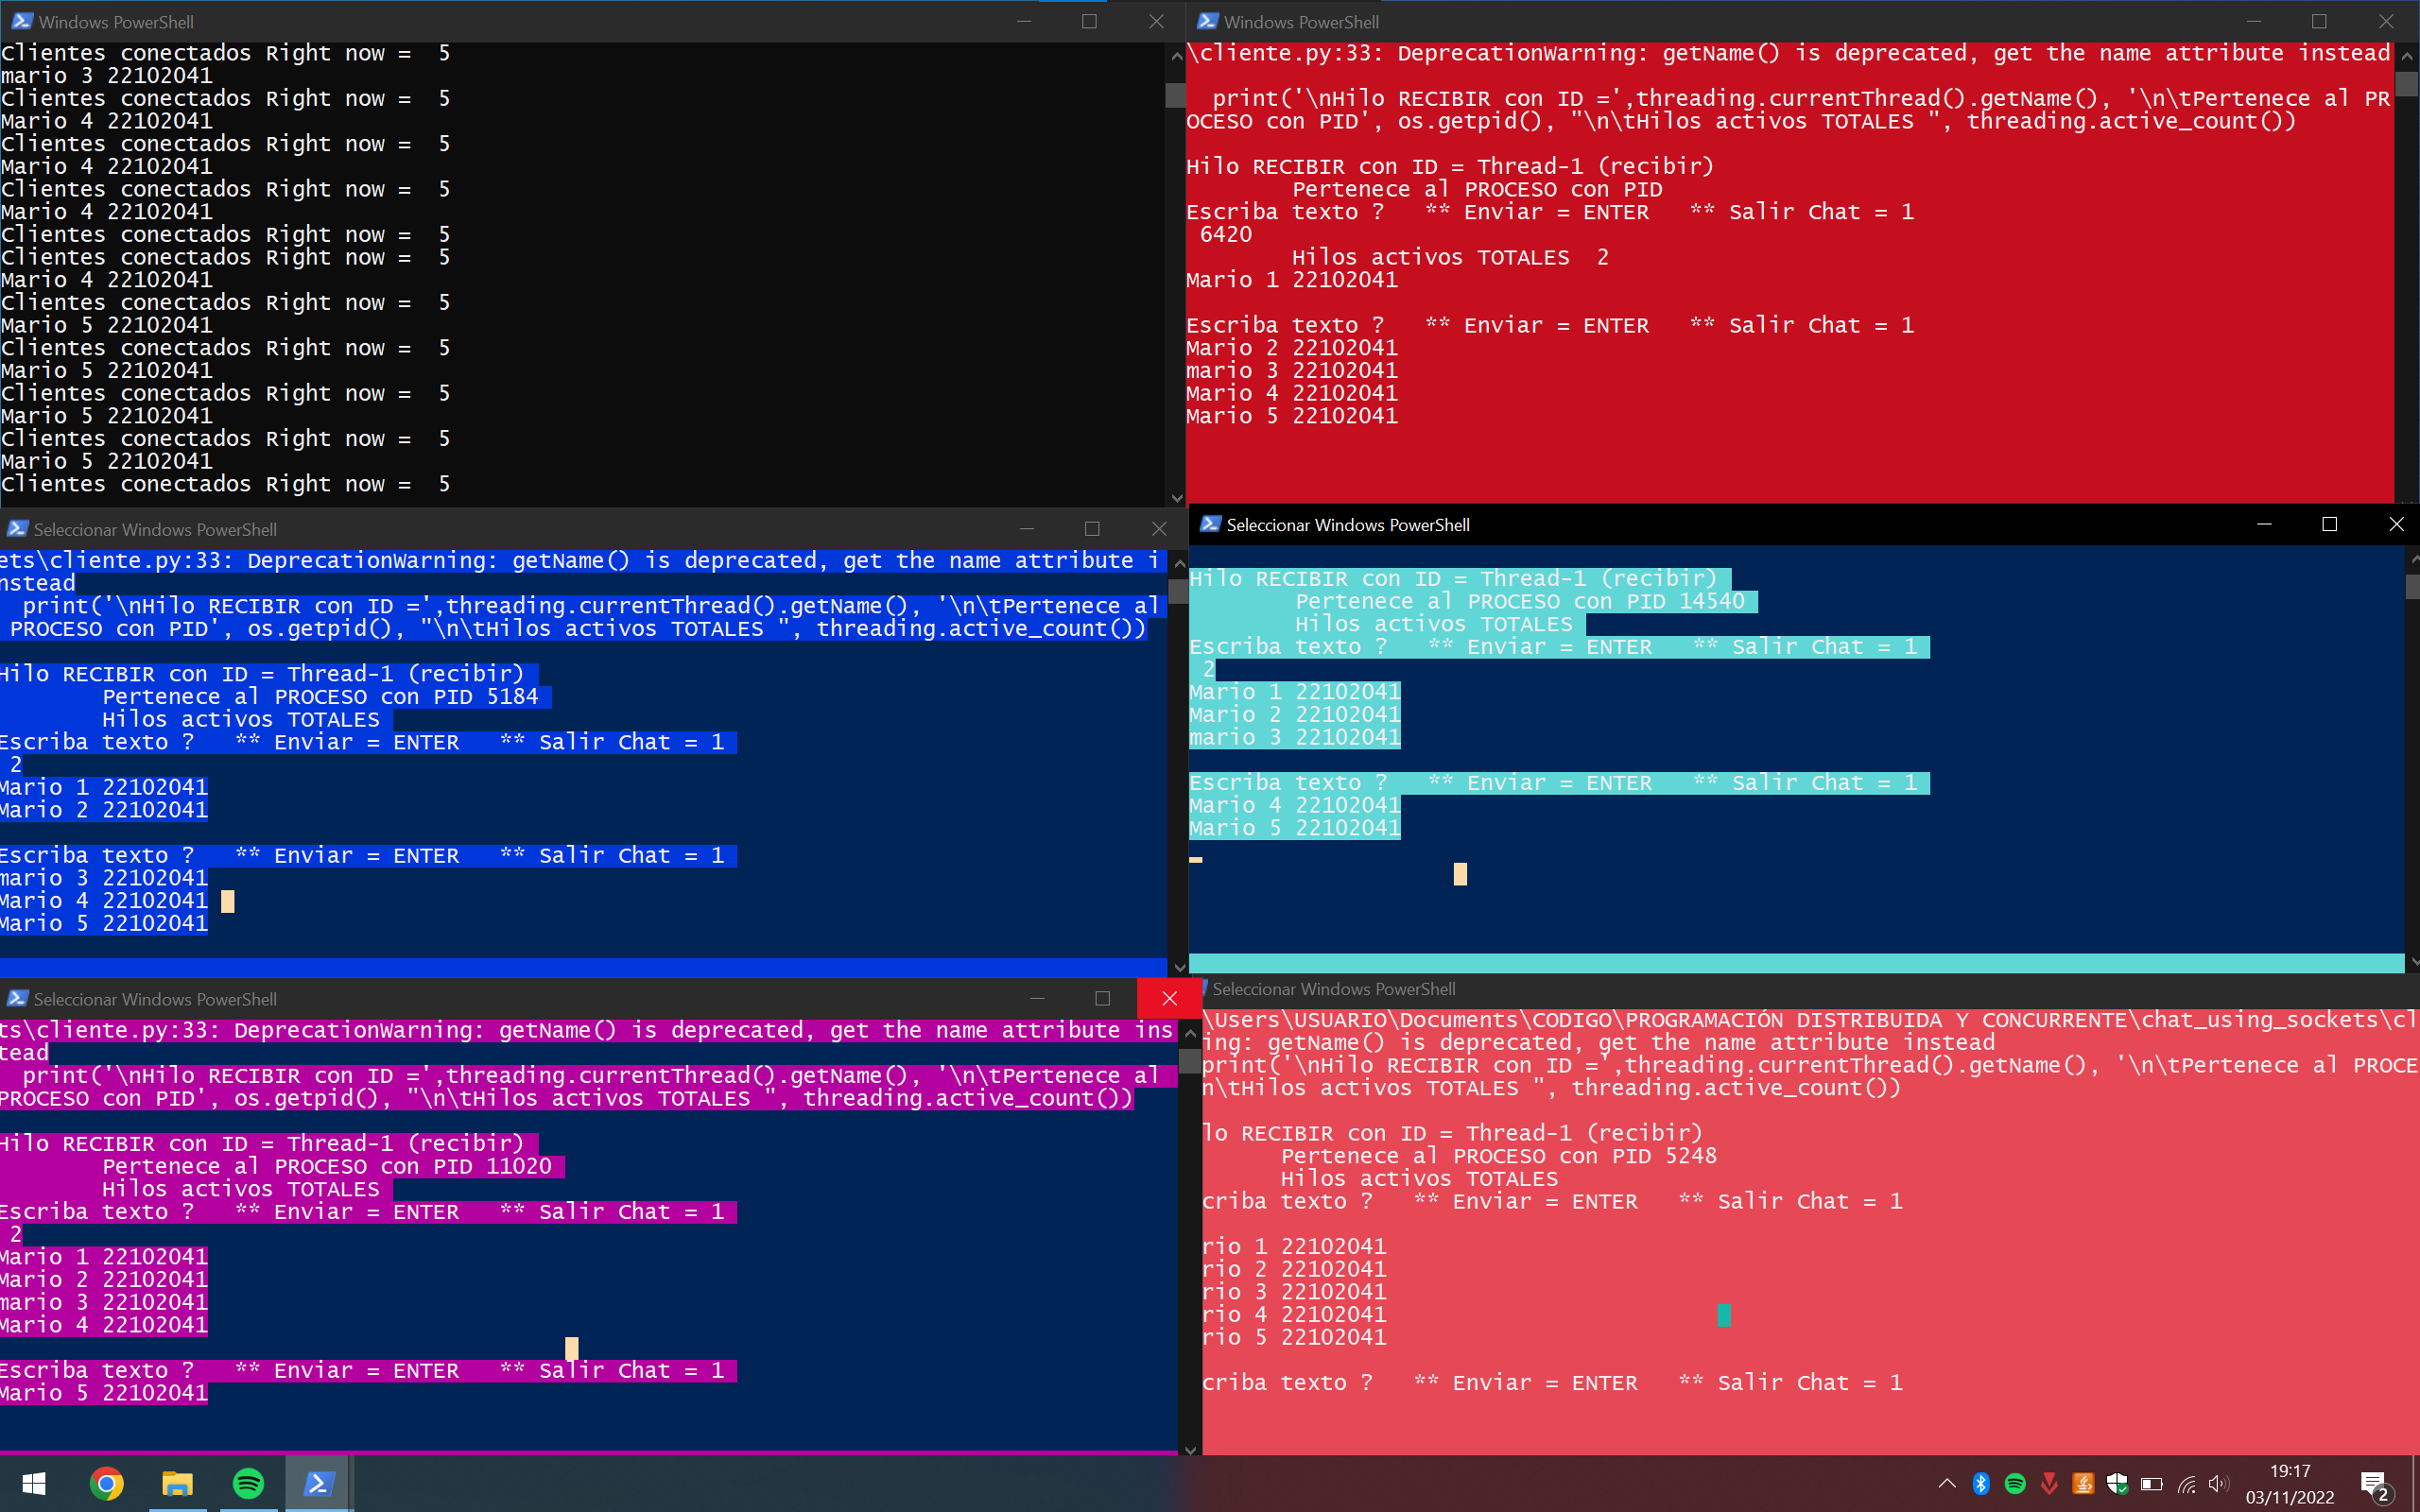 Windows PowerShell
Clientes conectados Right now =  5
mario 3 22102041
Clientes conectados Right now =  5
Mario 4 22102041
Clientes conectados Right now =  5
Mario 4 22102041
Clientes conectados Right now =  5
Mario 4 22102041
Clientes conectados Right now =  5
Clientes conectados Right now =  5
Mario 4 22102041
Clientes conectados Right now =  5
Mario 5 22102041
Clientes conectados Right now =  5
Mario 5 22102041
Clientes conectados Right now =  5
Mario 5 22102041
Clientes conectados Right now =  5
Mario 5 22102041
Clientes conectados Right now =  5
Windows PowerShell
\cliente.py:33: DeprecationWarning: getName() is deprecated, get the name attribute instead
print('\nHilo RECIBIR con ID =',threading.currentThread().getName(), '\n\tPertenece al PR
OCESO con PID', os.getpid(), "\n\tHilos activos TOTALES ", threading.active_count())
Hilo RECIBIR con ID = Thread-1 (recibir)
Pertenece al PROCESO con PID
Escriba texto ?   ** Enviar = ENTER   ** Salir Chat = 1
6420
Hilos activos TOTALES  2
Mario 1 22102041
Escriba texto ?   ** Enviar = ENTER   ** Salir Chat = 1
Mario 2 22102041
mario 3 22102041
Mario 4 22102041
Mario 5 22102041
Seleccionar Windows PowerShell
ets\cliente.py:33: DeprecationWarning: getName() is deprecated, get the name attribute i
nstead
print('\nHilo RECIBIR con ID =',threading.currentThread().getName(), '\n\tPertenece al
PROCESO con PID', os.getpid(), "\n\tHilos activos TOTALES ", threading.active_count())
Hilo RECIBIR con ID = Thread-1 (recibir)
Pertenece al PROCESO con PID 5184
Hilos activos TOTALES
Escriba texto ?   ** Enviar = ENTER   ** Salir Chat = 1
2
Mario 1 22102041
Mario 2 22102041
Escriba texto ?   ** Enviar = ENTER   ** Salir Chat = 1
mario 3 22102041
Mario 4 22102041
Mario 5 22102041
Seleccionar Windows PowerShell
Hilo RECIBIR con ID = Thread-1 (recibir)
Pertenece al PROCESO con PID 14540
Hilos activos TOTALES
Escriba texto ?   ** Enviar = ENTER   ** Salir Chat = 1
2
Mario 1 22102041
Mario 2 22102041
mario 3 22102041
Escriba texto ?   ** Enviar = ENTER   ** Salir Chat = 1
Mario 4 22102041
Mario 5 22102041
Seleccionar Windows PowerShell
ts\cliente.py:33: DeprecationWarning: getName() is deprecated, get the name attribute ins
tead
print('\nHilo RECIBIR con ID =',threading.currentThread().getName(), '\n\tPertenece al
PROCESO con PID', os.getpid(), "\n\tHilos activos TOTALES ", threading.active_count())
Hilo RECIBIR con ID = Thread-1 (recibir)
Pertenece al PROCESO con PID 11020
Hilos activos TOTALES
Escriba texto ?   ** Enviar = ENTER   ** Salir Chat = 1
2
Mario 1 22102041
Mario 2 22102041
mario 3 22102041
Mario 4 22102041
Escriba texto ?   ** Enviar = ENTER   ** Salir Chat = 1
Mario 5 22102041
Seleccionar Windows PowerShell
\Users\USUARIO\Documents\CODIGO\PROGRAMACIÓN DISTRIBUIDA Y CONCURRENTE\chat_using_sockets\cl
ing: getName() is deprecated, get the name attribute instead
print('\nHilo RECIBIR con ID =',threading.currentThread().getName(), '\n\tPertenece al PROCE
n\tHilos activos TOTALES ", threading.active_count())
lo RECIBIR con ID = Thread-1 (recibir)
Pertenece al PROCESO con PID 5248
Hilos activos TOTALES
criba texto ?   ** Enviar = ENTER   ** Salir Chat = 1
rio 1 22102041
rio 2 22102041
rio 3 22102041
rio 4 22102041
rio 5 22102041
criba texto ?   ** Enviar = ENTER   ** Salir Chat = 1
19:17
03/11/2022
2